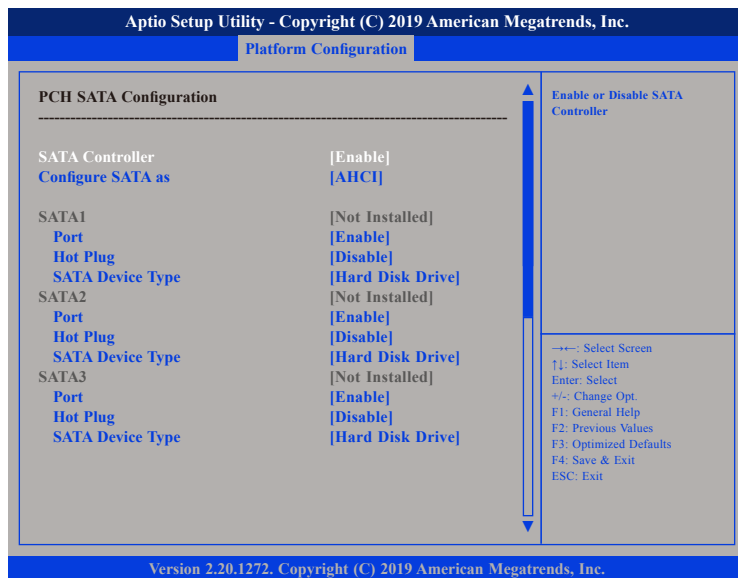 Aptio Setup Utility - Copyright (C) 2019 American Megatrends, Inc.
Platform Configuration
PCH SATA Configuration
SATA Controller [Enable]
Configure SATA as [AHCI]
SATA1 [Not Installed]
Port [Enable]
Hot Plug [Disable]
SATA Device Type [Hard Disk Drive]
SATA2 [Not Installed]
Port [Enable]
Hot Plug [Disable]
SATA Device Type [Hard Disk Drive]
SATA3 [Not Installed]
Port [Enable]
Hot Plug [Disable]
SATA Device Type [Hard Disk Drive]
Enable or Disable SATA
Controller
→←: Select Screen
↑↓: Select Item
Enter: Select
+/-: Change Opt.
F1: General Help
F2: Previous Values
F3: Optimized Defaults
F4: Save & Exit
ESC: Exit
Version 2.20.1272. Copyright (C) 2019 American Megatrends, Inc.